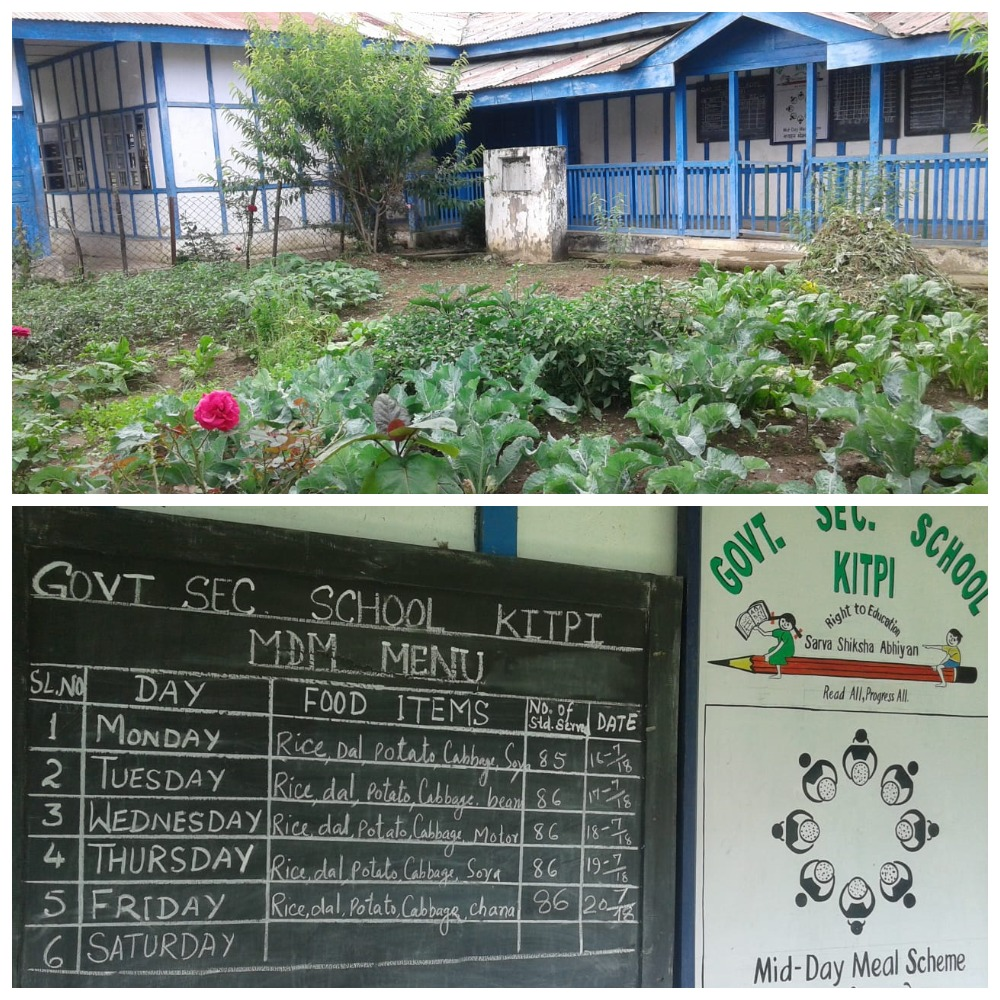 Mid-Day Me
GOVT SEC. SCHOOL KITPI
MDM MENU
SL.NO DAY FOOD ITEMS No. of Std. Serve DATE
1 MONDAY Rice, Dal Potato Cabbage, Soya 85 16-7/18
2 TUESDAY Rice, dal, Potato, Cabbage. bean 86 17-7/18
3 WEDNESDAY Rice, dal, Potato, Cabbage, Motor 86 18-7/18
4 THURSDAY Rice, dal, Potato, Cabbage, Soya 86 19-7/18
5 FRIDAY Rice, dal, Potato, Cabbage, chana 86 20-7/18
6 SATURDAY
GOVT. SEC. SCHOOL
KITPI
Right to Education
Sarva Shiksha Abhiyan
Read All, Progress All.
Mid-Day Meal Scheme